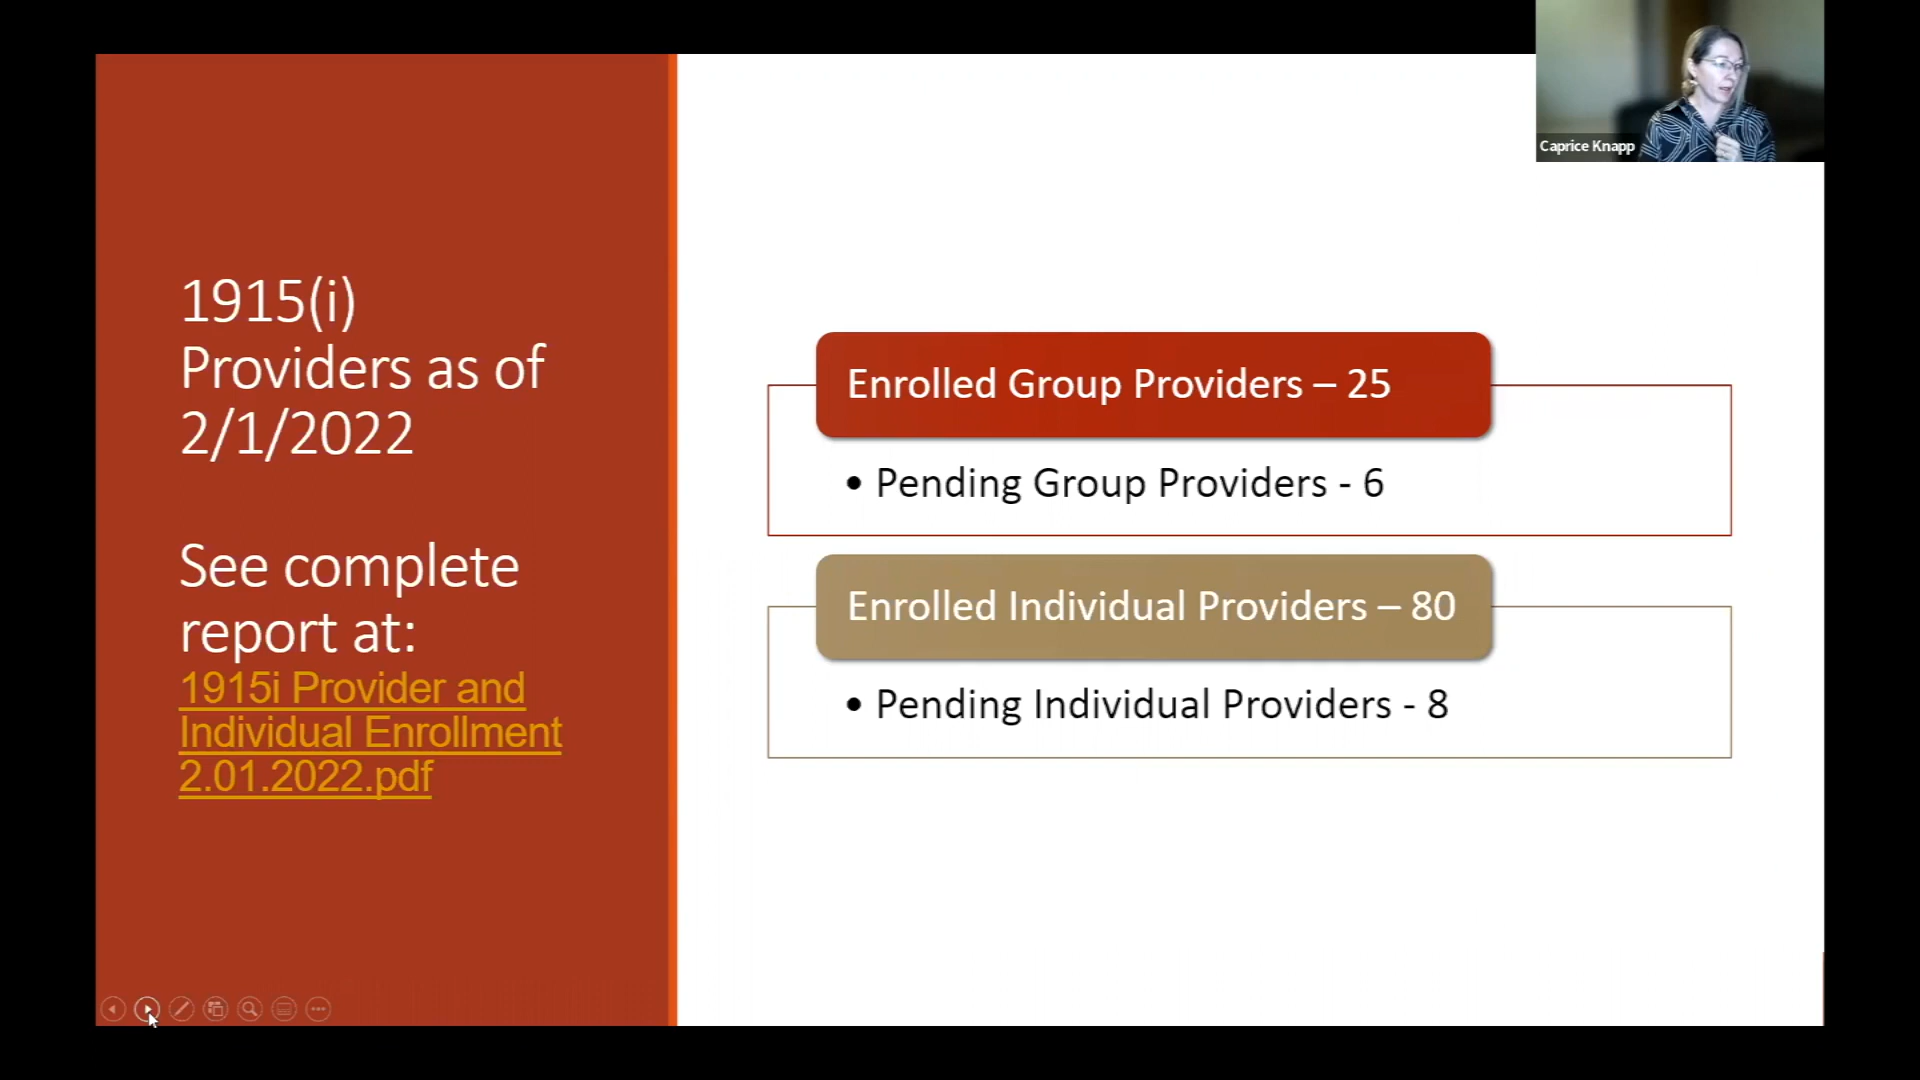 1915(i)
Providers as of
2/1/2022
See complete
report at:
1915i Provider and
Individual Enrollment
2.01.2022.pdf
Enrolled Group Providers – 25
• Pending Group Providers - 6
Enrolled Individual Providers – 80
• Pending Individual Providers - 8
Caprice Knapp